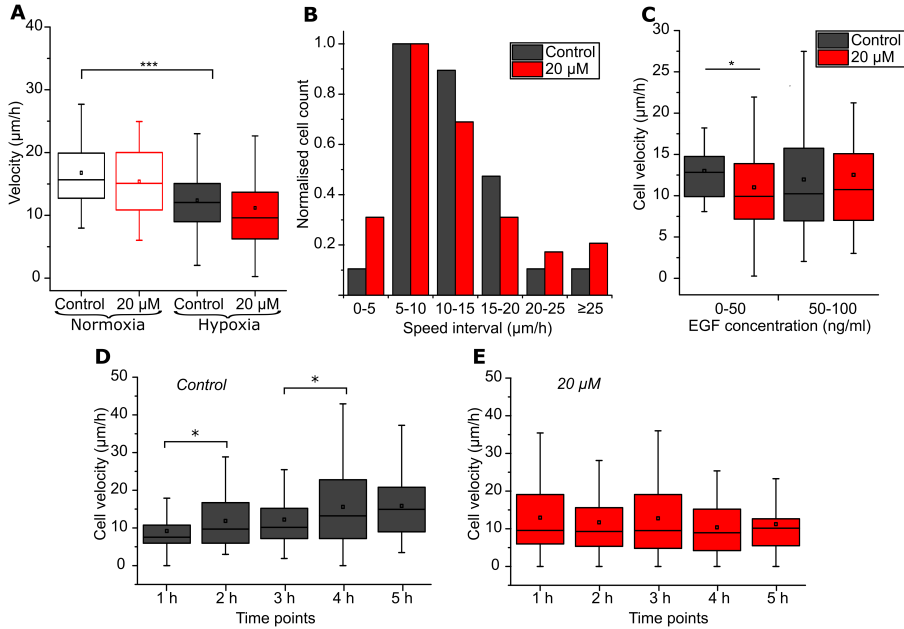 A
Velocity (µm/h)
40
30
20
10
0
***
Control
20 µM
Control
20 µM
Normoxia
Hypoxia
B
Control
20 µM
Normalised cell count
1.0
0.8
0.6
0.4
0.2
0-5
5-10
10-15
15-20
20-25
≥25
Speed interval (µm/h)
C
Control
20 µM
Cell velocity (µm/h)
30
25
20
15
10
5
0
*
0-50
50-100
EGF concentration (ng/ml)
D
Control
Cell velocity (µm/h)
50
40
30
20
10
0
*
*
1 h
2 h
3 h
4 h
5 h
Time points
E
20 µM
Cell velocity (µm/h)
50
40
30
20
10
0
1 h
2 h
3 h
4 h
5 h
Time points